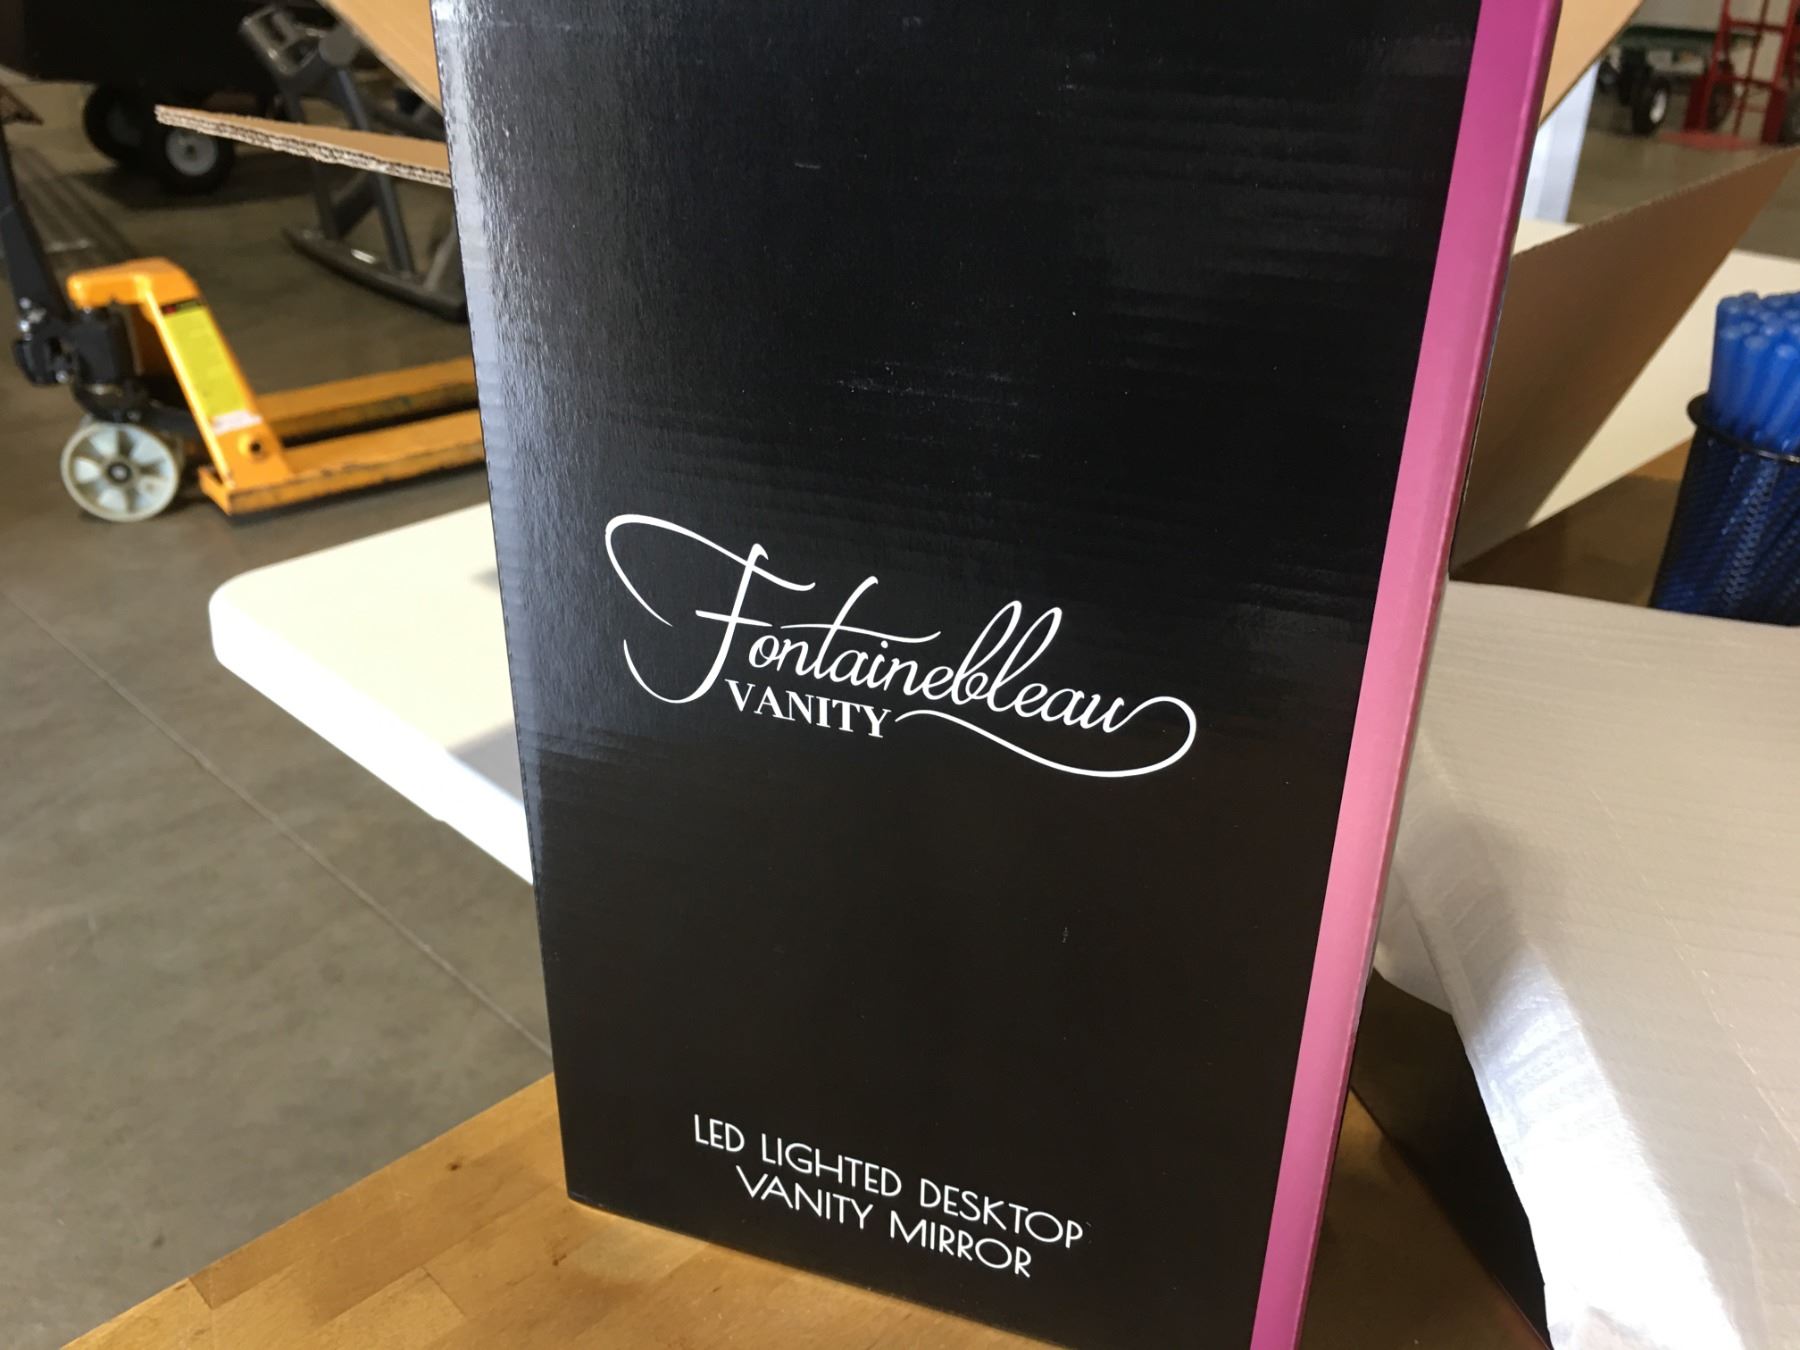 Fontainebleau
VANITY
LED LIGHTED DESKTOP
VANITY MIRROR